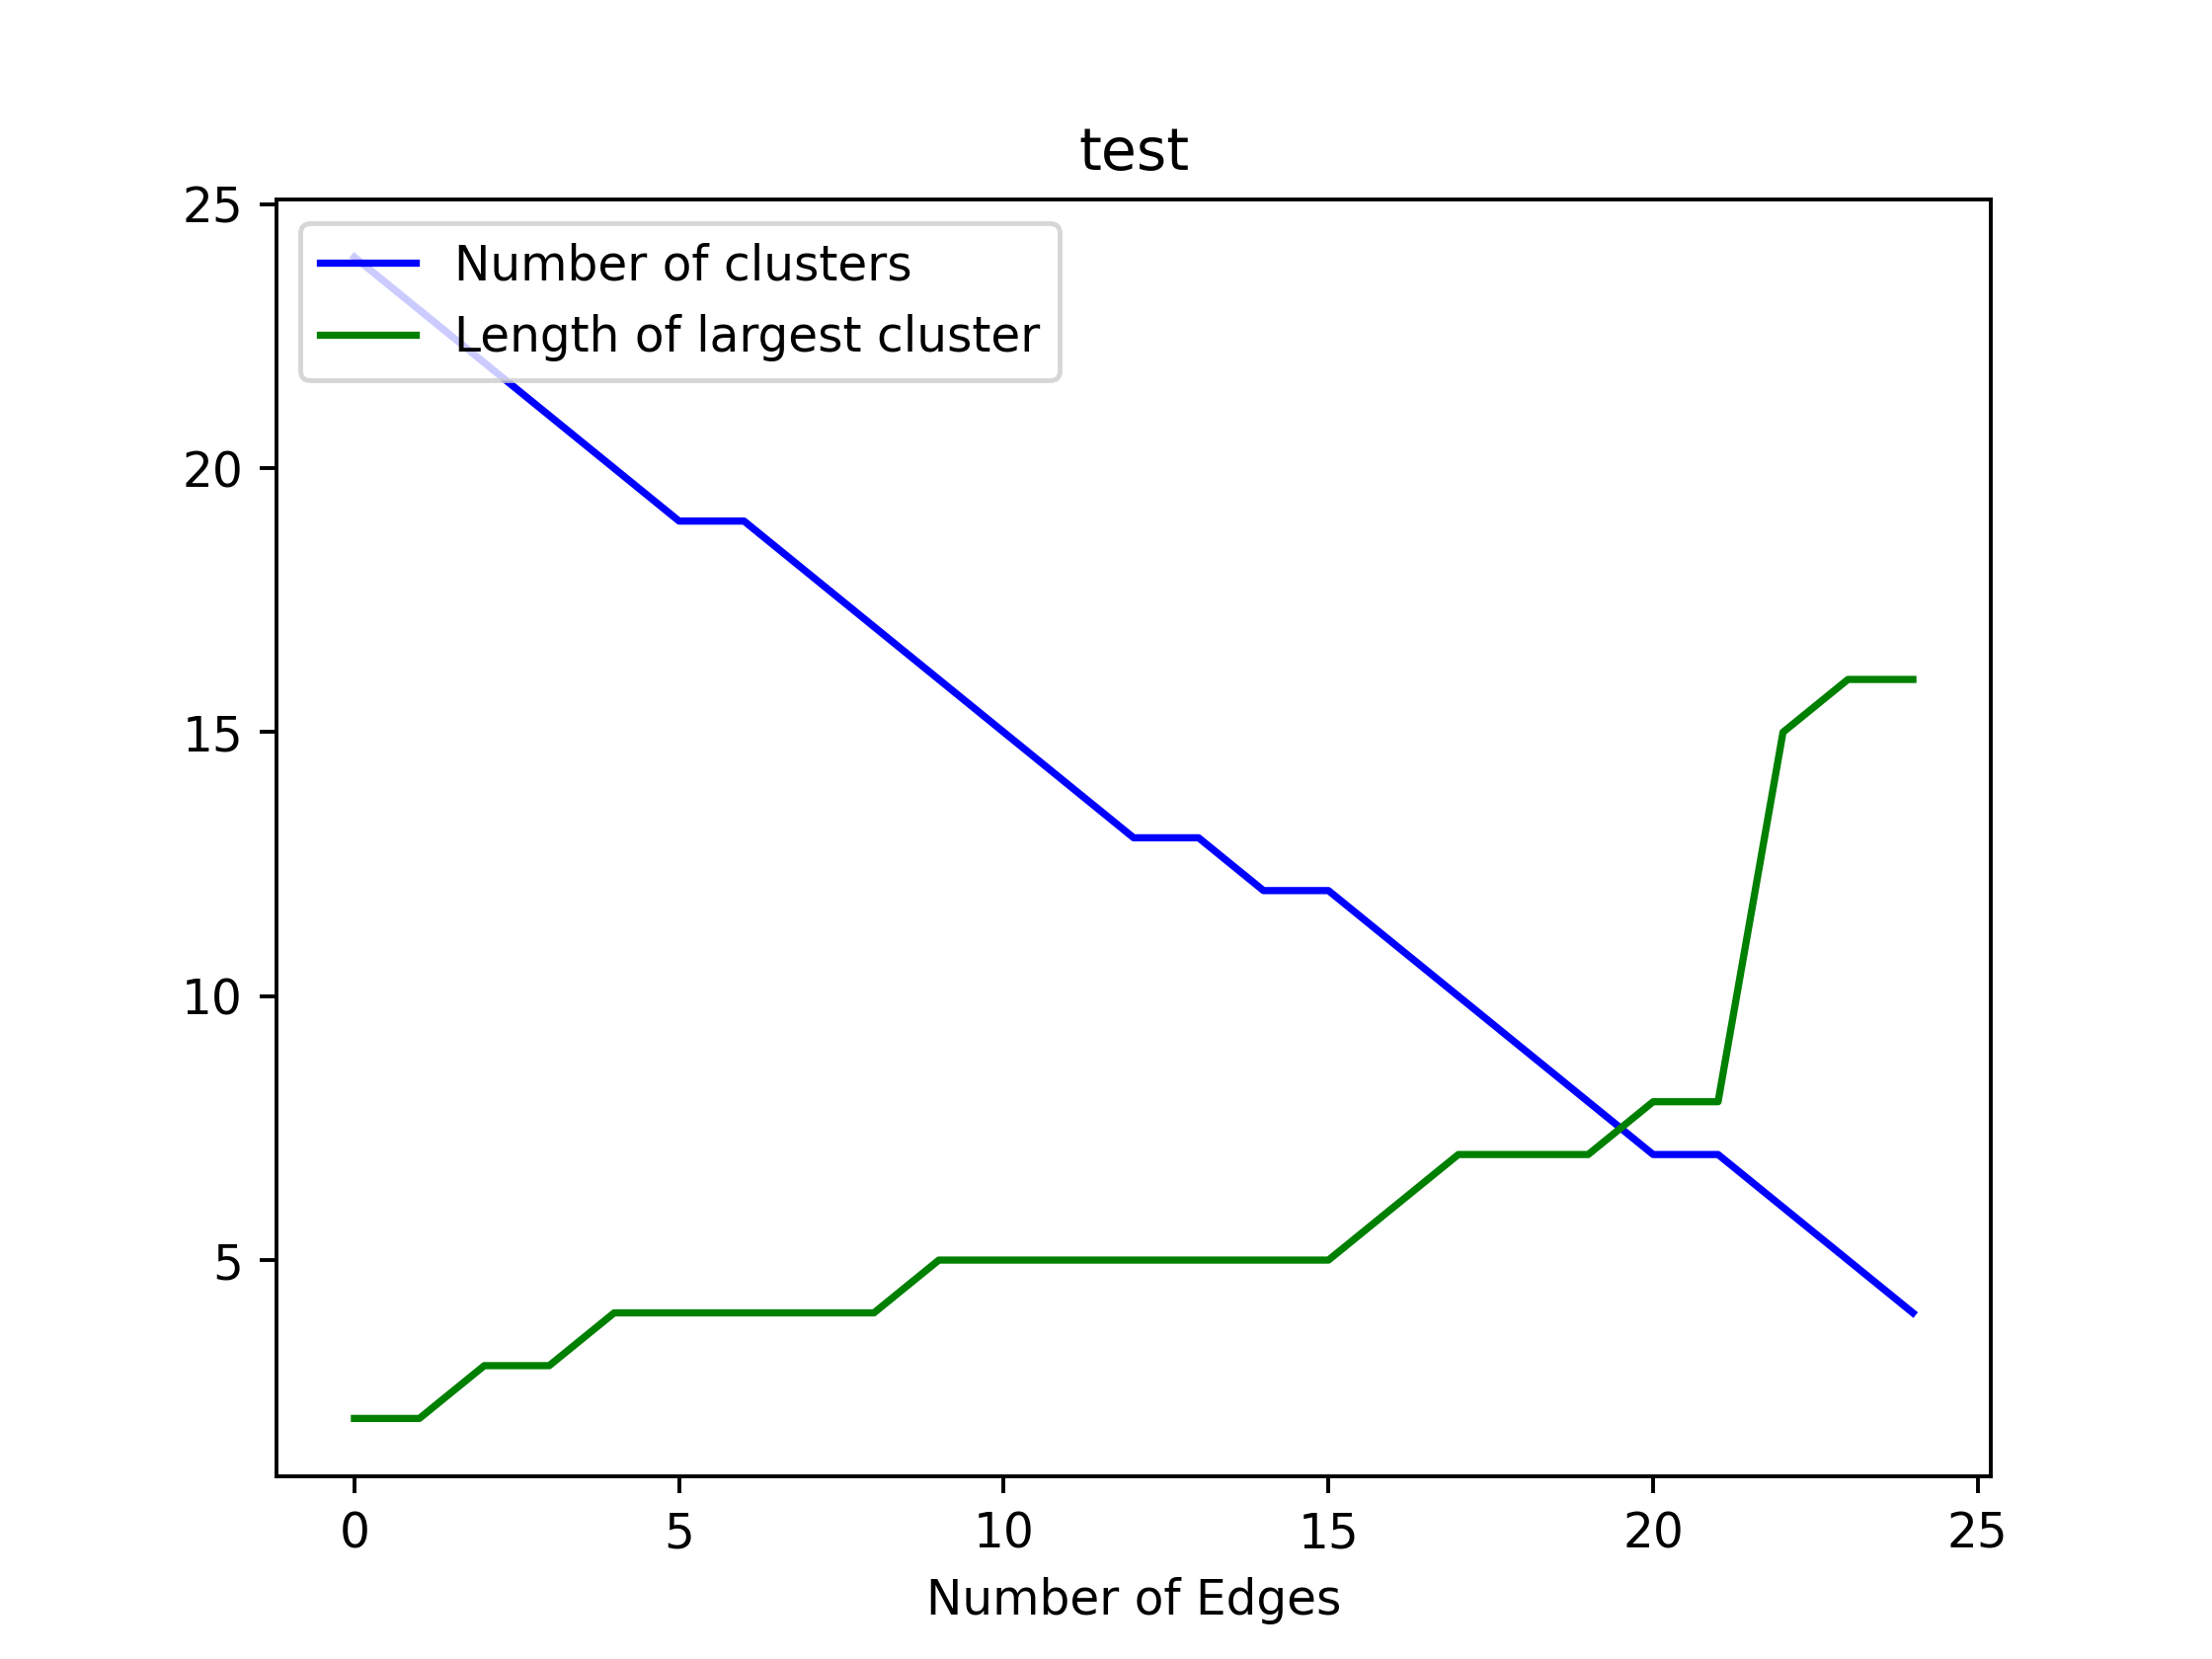 test
25
20
15
10
5
Number of clusters
Length of largest cluster
0 5 10 15 20 25
Number of Edges